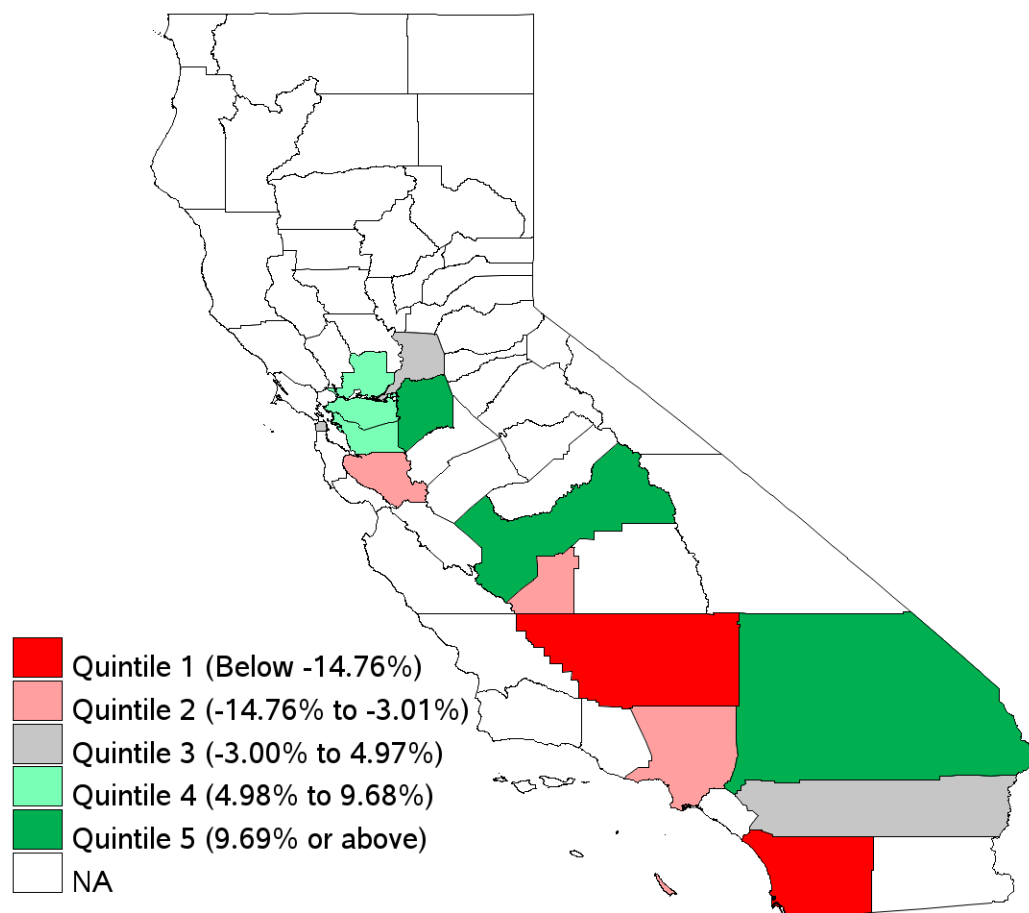 Quintile 1 (Below -14.76%)
Quintile 2 (-14.76% to -3.01%)
Quintile 3 (-3.00% to 4.97%)
Quintile 4 (4.98% to 9.68%)
Quintile 5 (9.69% or above)
NA